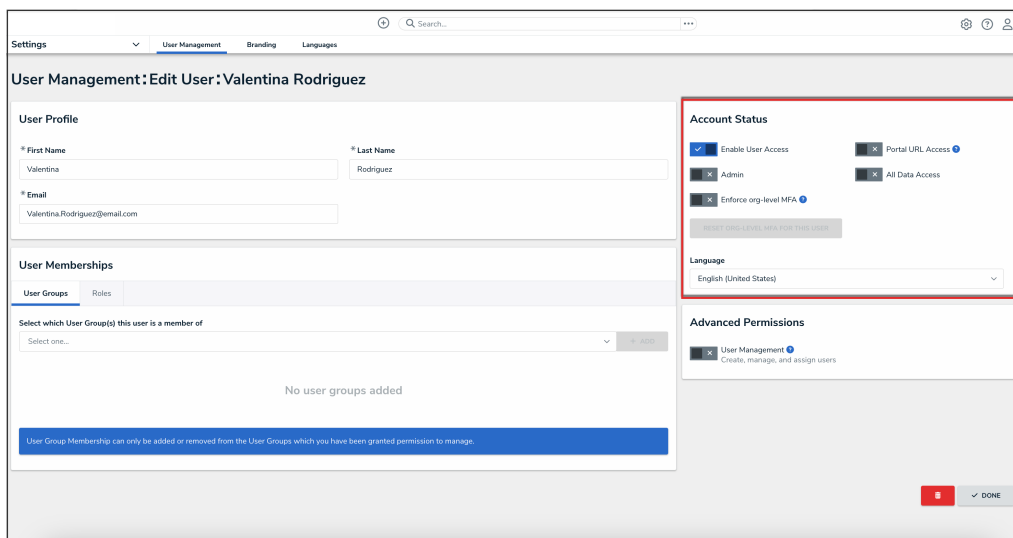 Search...
Settings
User Management
Branding
Languages
User Management:Edit User:Valentina Rodriguez
User Profile
*First Name
*Last Name
Valentina
Rodriguez
*Email
Valentina.Rodriguez@email.com
User Memberships
User Groups
Roles
Select which User Group(s) this user is a member of
Select one...
+ ADD
No user groups added
User Group Membership can only be added or removed from the User Groups which you have been granted permission to manage.
Account Status
Enable User Access
Portal URL Access
Admin
All Data Access
Enforce org-level MFA
RESET ORG-LEVEL MFA FOR THIS USER
Language
English (United States)
Advanced Permissions
User Management
Create, manage, and assign users
DONE